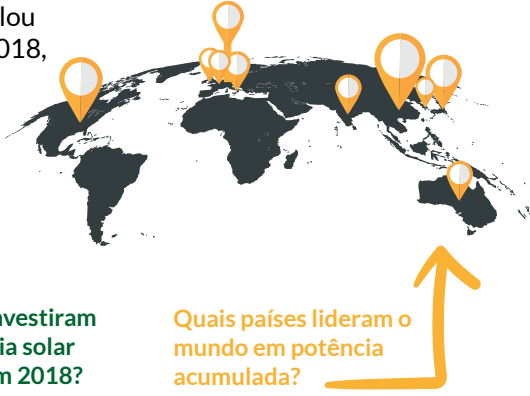 lou
018,
nvestiram
ia solar
m 2018?
Quais países lideram o
mundo em potência
acumulada?